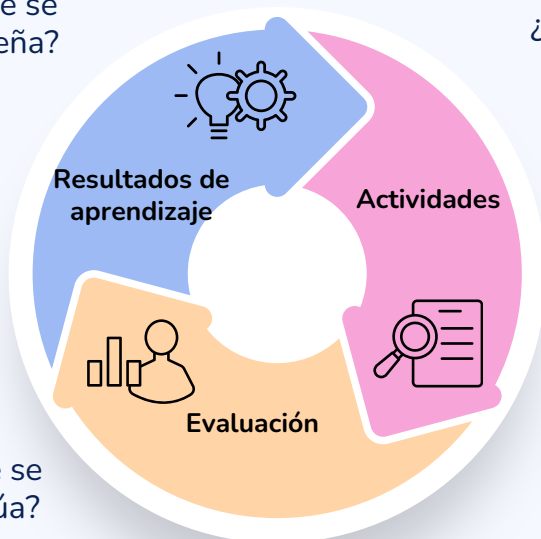 e se
eña?
¿
Resultados de
aprendizaje
Actividades
Evaluación
e se
úa?